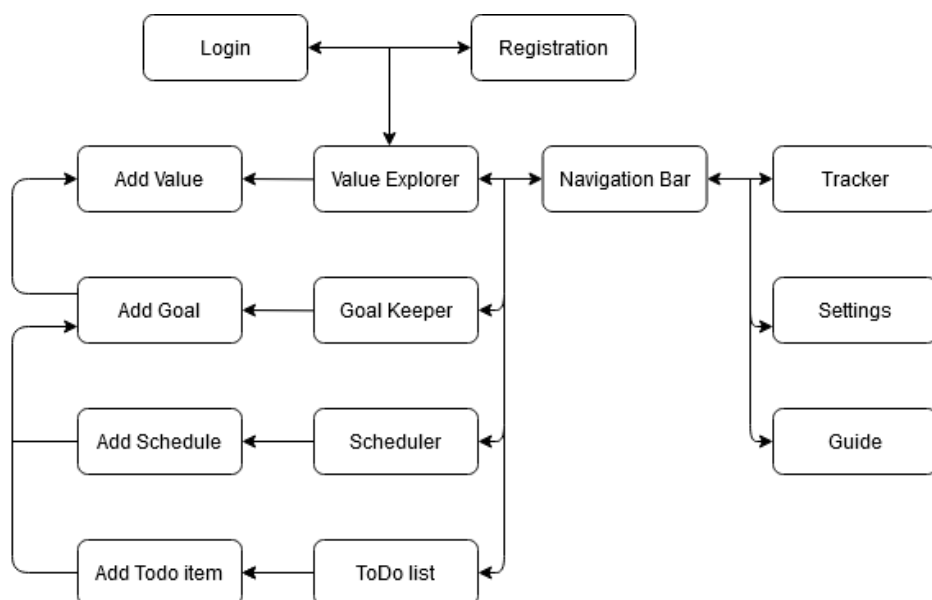 Login
Registration
Add Value
Value Explorer
Navigation Bar
Tracker
Add Goal
Goal Keeper
Settings
Add Schedule
Scheduler
Guide
Add Todo item
ToDo list